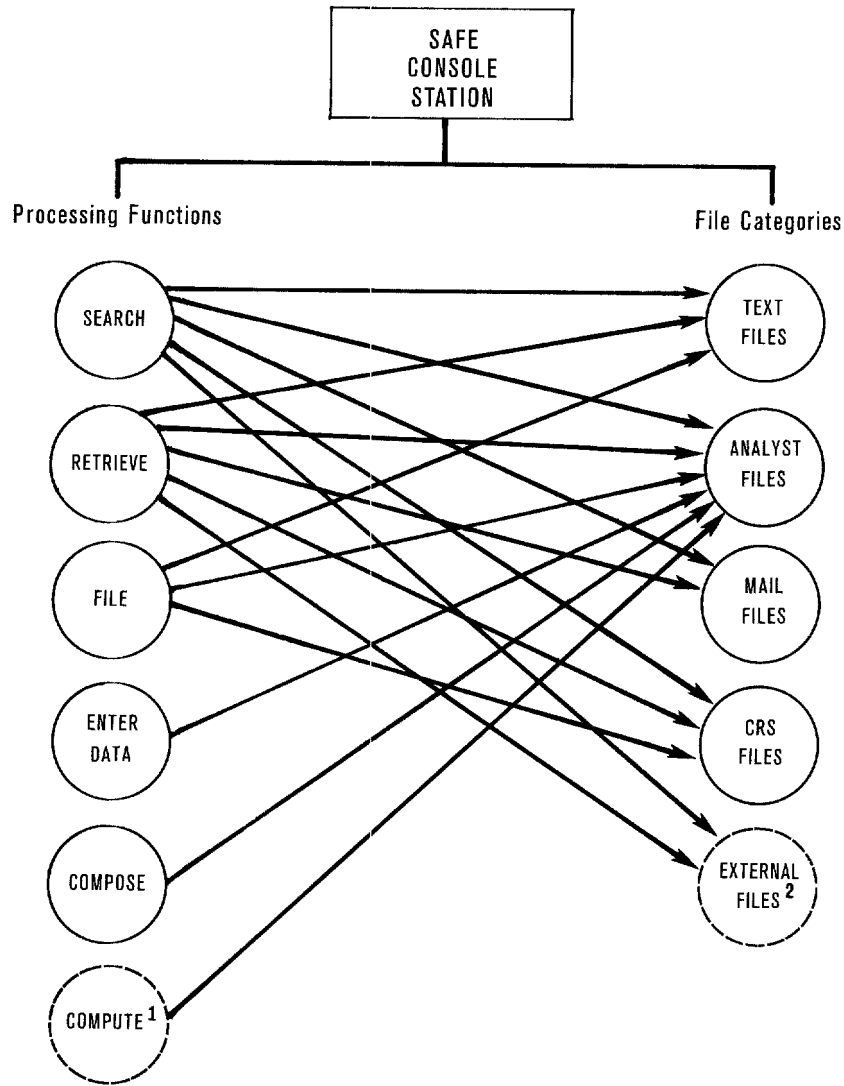 SAFE
CONSOLE
STATION
Processing Functions
File Categories
SEARCH
RETRIEVE
FILE
ENTER
DATA
COMPOSE
COMPUTE 1
TEXT
FILES
ANALYST
FILES
MAIL
FILES
CRS
FILES
EXTERNAL
FILES 2